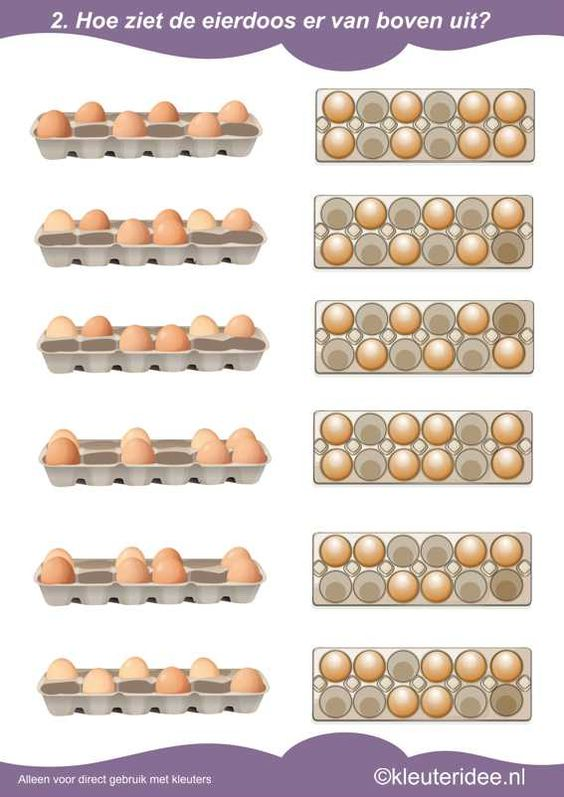 2. Hoe ziet de eierdoos er van boven uit?
Alleen voor direct gebruik met kleuters
©kleuteridee.nl